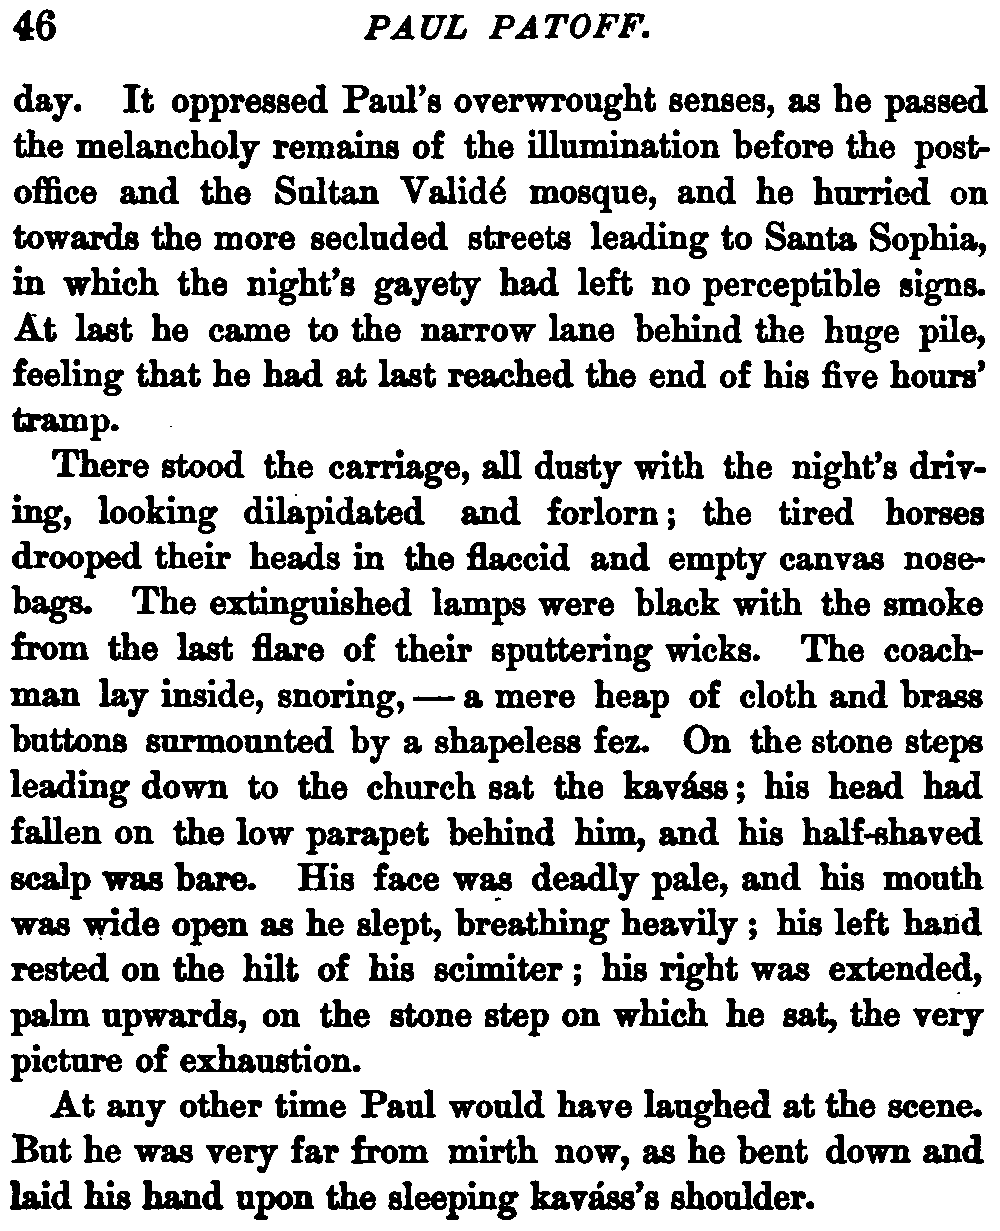 46 PAUL PATOFF.
day. It oppressed Paul's overwrought senses, as he passed
the melancholy remains of the illumination before the post-
office and the Sultan Validé mosque, and he hurried on
towards the more secluded streets leading to Santa Sophia,
in which the night's gayety had left no perceptible signs.
At last he came to the narrow lane behind the huge pile,
feeling that he had at last reached the end of his five hours'
tramp.
There stood the carriage, all dusty with the night's driv-
ing, looking dilapidated and forlorn; the tired horses
drooped their heads in the flaccid and empty canvas nose-
bags. The extinguished lamps were black with the smoke
from the last flare of their sputtering wicks. The coach-
man lay inside, snoring, — a mere heap of cloth and brass
buttons surmounted by a shapeless fez. On the stone steps
leading down to the church sat the kaváss; his head had
fallen on the low parapet behind him, and his half-shaved
scalp was bare. His face was deadly pale, and his mouth
was wide open as he slept, breathing heavily; his left hand
rested on the hilt of his scimiter; his right was extended,
palm upwards, on the stone step on which he sat, the very
picture of exhaustion.
At any other time Paul would have laughed at the scene.
But he was very far from mirth now, as he bent down and
laid his hand upon the sleeping kaváss's shoulder.